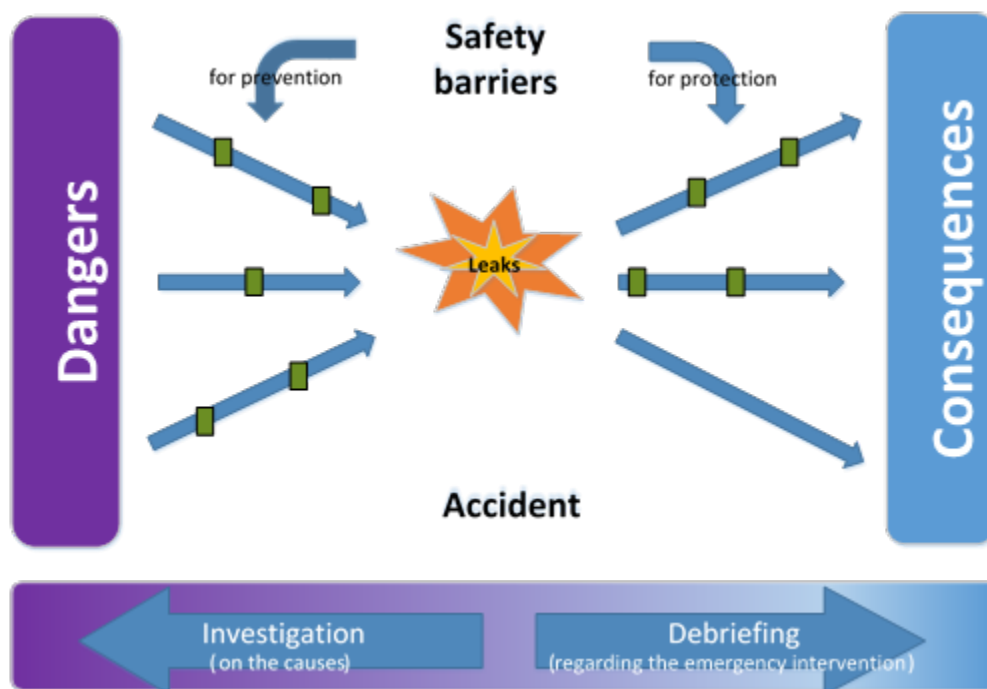 Safety
barriers
for prevention
for protection
Dangers
Leaks
Consequences
Accident
Investigation
(on the causes)
Debriefing
(regarding the emergency intervention)